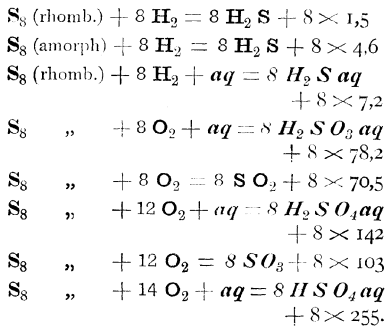 S₈ (rhomb.) + 8 H₂ = 8 H₂ S + 8 × 1,5
S₈ (amorph) + 8 H₂ = 8 H₂ S + 8 × 4,6
S₈ (rhomb.) + 8 H₂ + aq = 8 H₂ S aq
+ 8 × 7,2
S₈ „ + 8 O₂ + aq = 8 H₂ S O₃ aq
+ 8 × 78,2
S₈ „ + 8 O₂ = 8 S O₂ + 8 × 70,5
S₈ „ + 12 O₂ + aq = 8 H₂ S O₄ aq
+ 8 × 142
S₈ „ + 12 O₂ = 8 SO₃ + 8 × 103
S₈ „ + 14 O₂ + aq = 8 H S O₄ aq
+ 8 × 255.